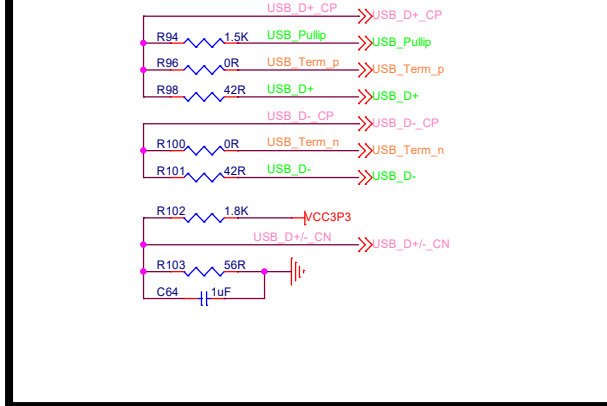 USB_D+_CP USB_D+_CP
R94 1.5K USB_Pullip USB_Pullip
R96 0R USB_Term_p USB_Term_p
R98 42R USB_D+ USB_D+
USB_D-_CP USB_D-_CP
R100 0R USB_Term_n USB_Term_n
R101 42R USB_D- USB_D-
R102 1.8K VCC3P3
USB_D+/-_CN USB_D+/-_CN
R103 56R
C64 1uF